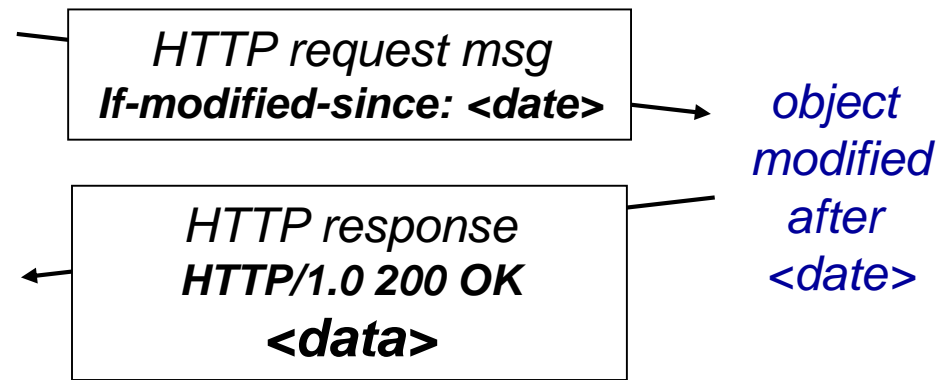 HTTP request msg
If-modified-since: <date>
object
modified
after
<date>
HTTP response
HTTP/1.0 200 OK
<data>